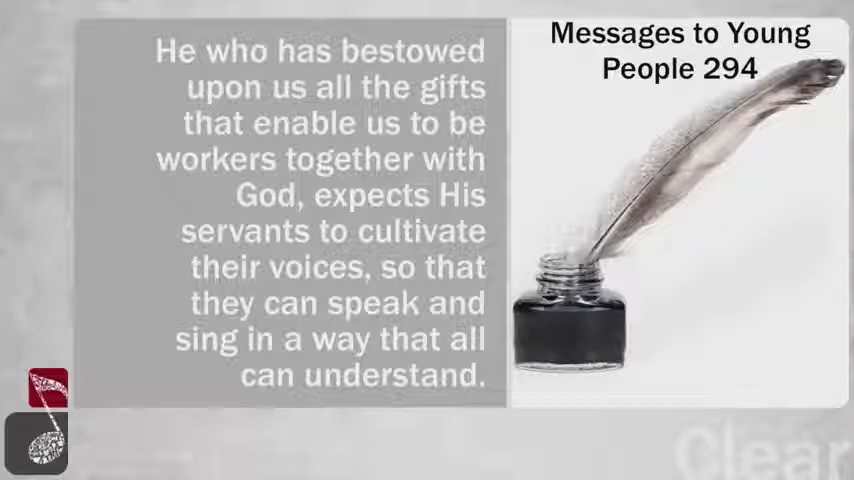 He who has bestowed
upon us all the gifts
that enable us to be
workers together with
God, expects His
servants to cultivate
their voices, so that
they can speak and
sing in a way that all
can understand.
Messages to Young
People 294
Clear